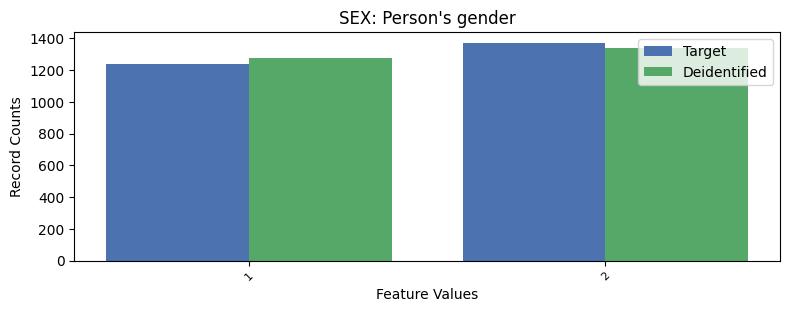 SEX: Person's gender
Target
Deidentified
Record Counts
1400
1200
1000
800
600
400
200
0
1
2
Feature Values